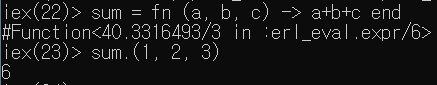 iex(22)> sum = fn (a, b, c) -> a+b+c end
#Function<40.3316493/3 in :erl_eval.expr/6>
iex(23)> sum.(1, 2, 3)
6